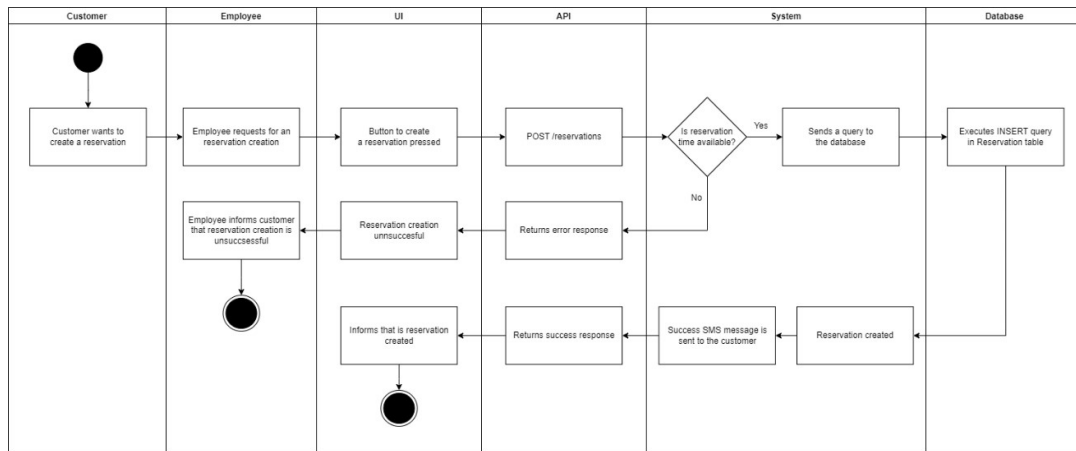 Customer
Employee
UI
API
System
Database
Customer wants to
create a reservation
Employee requests for an
reservation creation
Button to create
a reservation pressed
POST /reservations
Is reservation
time available?
Yes
Sends a query to
the database
Executes INSERT query
in Reservation table
No
Employee informs customer
that reservation creation is
unsuccsessful
Reservation creation
unnsuccesful
Returns error response
Informs that is reservation
created
Returns success response
Success SMS message is
sent to the customer
Reservation created